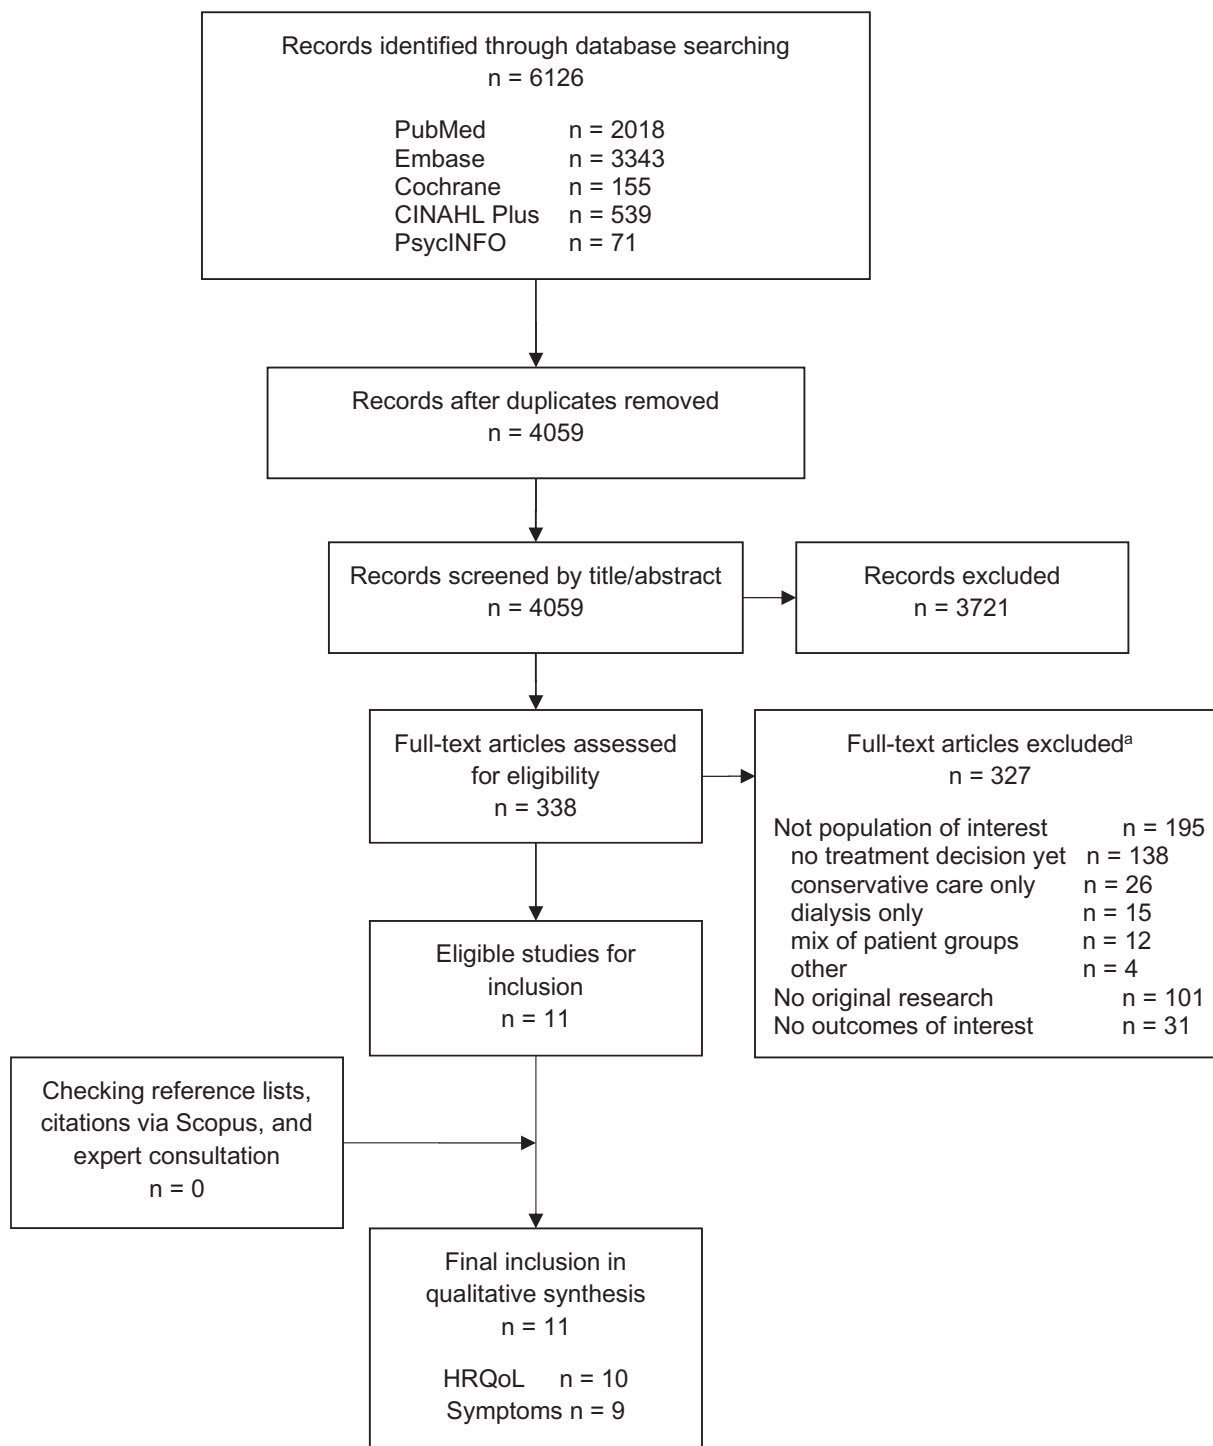 Records identified through database searching
n = 6126
PubMed n = 2018
Embase n = 3343
Cochrane n = 155
CINAHL Plus n = 539
PsycINFO n = 71
Records after duplicates removed
n = 4059
Records screened by title/abstract
n = 4059
Records excluded
n = 3721
Full-text articles assessed
for eligibility
n = 338
Full-text articles excludedᵃ
n = 327
Not population of interest n = 195
no treatment decision yet n = 138
conservative care only n = 26
dialysis only n = 15
mix of patient groups n = 12
other n = 4
No original research n = 101
No outcomes of interest n = 31
Eligible studies for
inclusion
n = 11
Checking reference lists,
citations via Scopus, and
expert consultation
n = 0
Final inclusion in
qualitative synthesis
n = 11
HRQoL n = 10
Symptoms n = 9